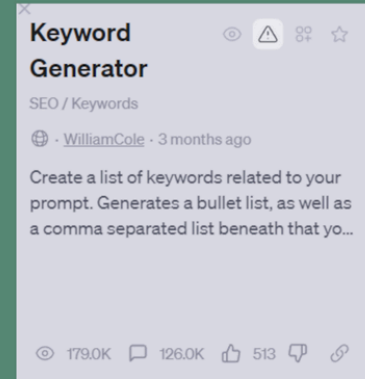 Keyword
Generator
SEO / Keywords
· WilliamCole · 3 months ago
Create a list of keywords related to your
prompt. Generates a bullet list, as well as
a comma separated list beneath that yo...
179.0K 126.0K 513